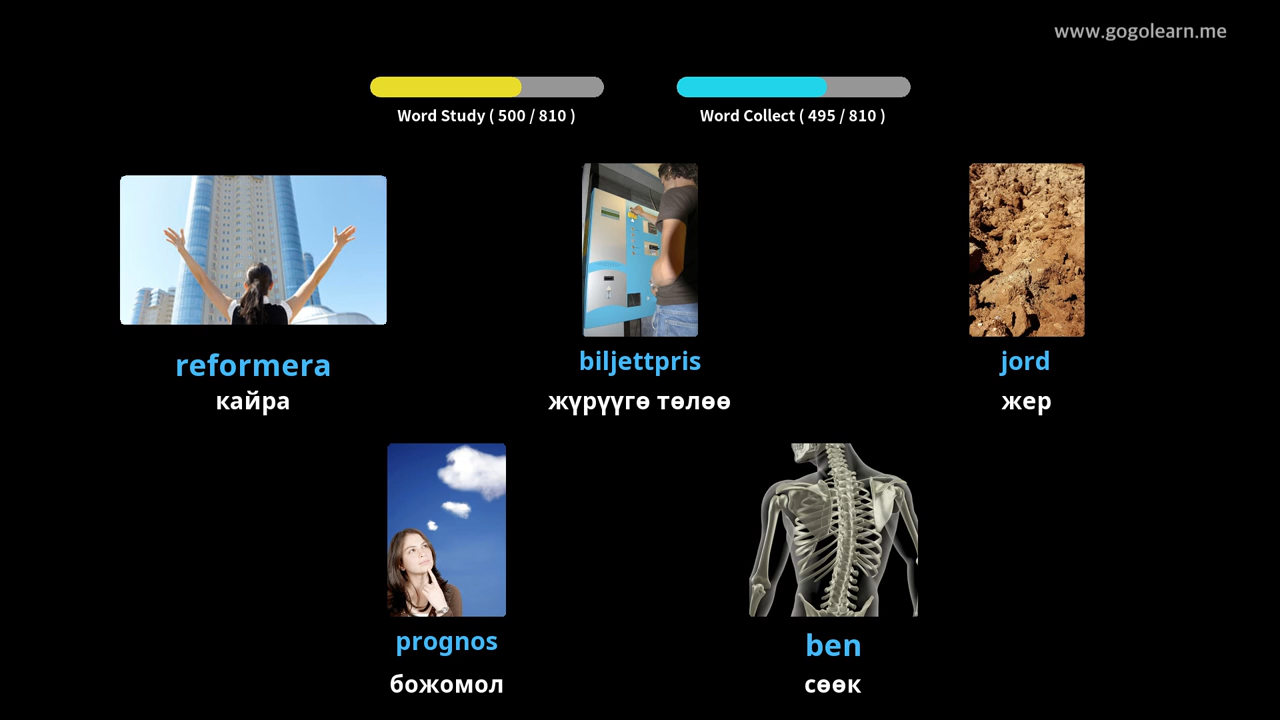 www.gogolearn.me
Word Study ( 500 / 810 )
Word Collect ( 495 / 810 )
reformera
кайра
biljettpris
жүрүүгө төлөө
jord
жер
prognos
божомол
ben
сөөк